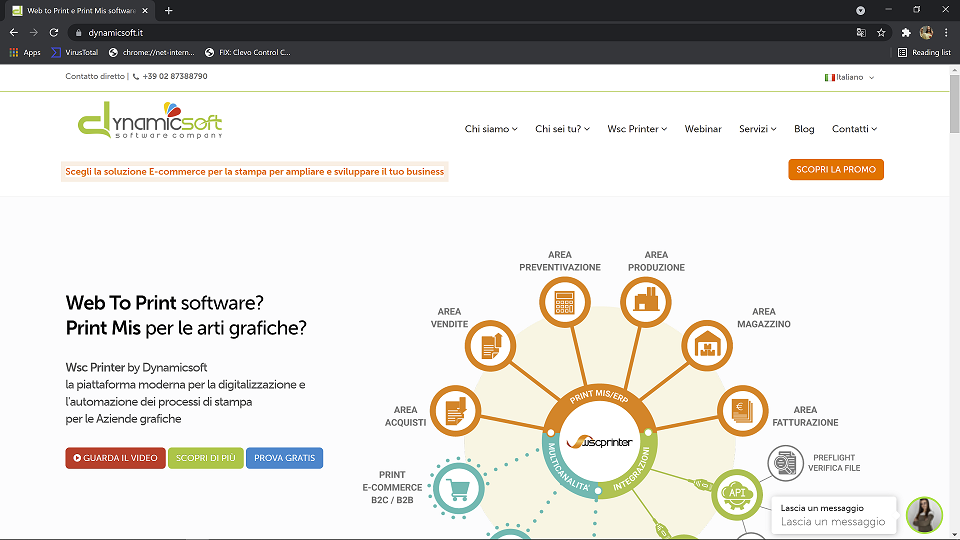 Web to Print e Print Mis software
dynamicsoft.it
Apps
VirusTotal
chrome://net-intern...
FIX: Clevo Control C...
Reading list
Contatto diretto | +39 02 87388790
Italiano
dynamicsoft
software company
Chi siamo
Chi sei tu?
Wsc Printer
Webinar
Servizi
Blog
Contatti
Scegli la soluzione E-commerce per la stampa per ampliare e sviluppare il tuo business
SCOPRI LA PROMO
Web To Print software?
Print Mis per le arti grafiche?
Wsc Printer by Dynamicsoft
la piattaforma moderna per la digitalizzazione e
l'automazione dei processi di stampa
per le Aziende grafiche
GUARDA IL VIDEO
SCOPRI DI PIÙ
PROVA GRATIS
AREA
PREVENTIVAZIONE
AREA
PRODUZIONE
AREA
VENDITE
AREA
MAGAZZINO
AREA
ACQUISTI
AREA
FATTURAZIONE
PRINT MIS/ERP
wscprinter
MULTICANALITA'
INTEGRAZIONI
PRINT
E-COMMERCE
B2C / B2B
API
PREFLIGHT
VERIFICA FILE
Lascia un messaggio
Lascia un messaggio